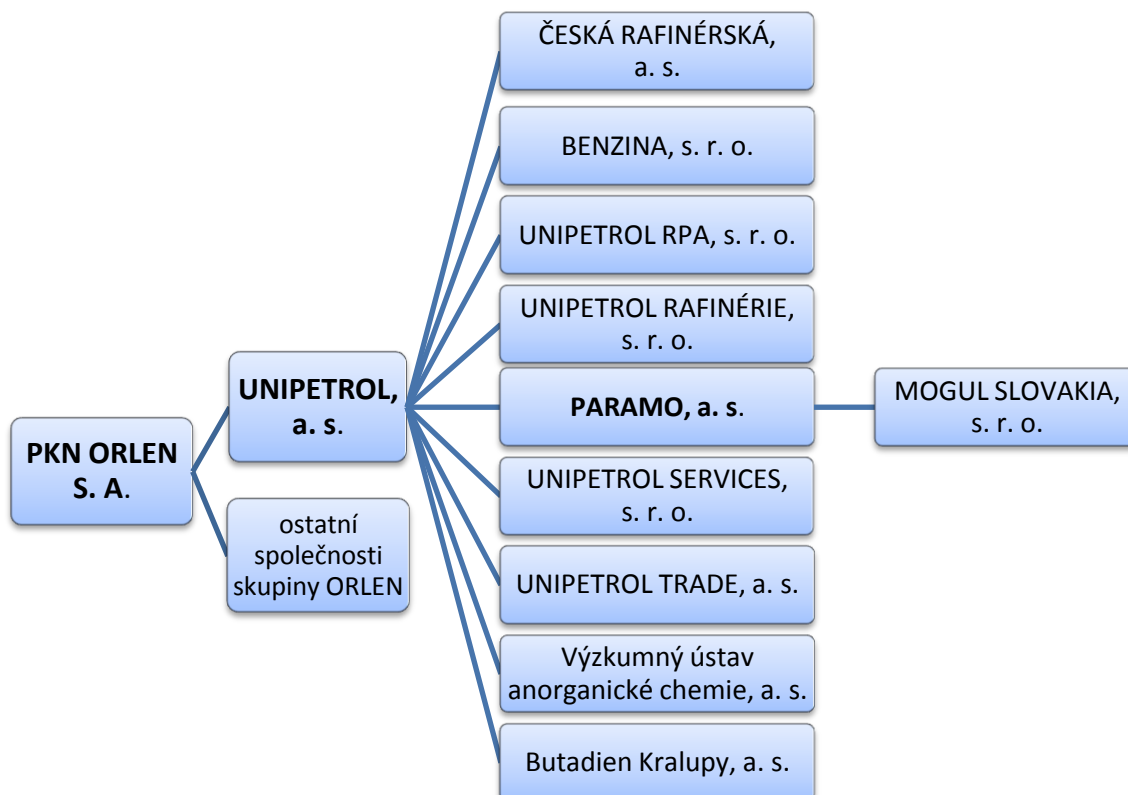 PKN ORLEN
S. A.
UNIPETROL,
a. s.
ostatní
společnosti
skupiny ORLEN
ČESKÁ RAFINÉRSKÁ,
a. s.
BENZINA, s. r. o.
UNIPETROL RPA, s. r. o.
UNIPETROL RAFINÉRIE,
s. r. o.
PARAMO, a. s.
UNIPETROL SERVICES,
s. r. o.
UNIPETROL TRADE, a. s.
Výzkumný ústav
anorganické chemie, a. s.
Butadien Kralupy, a. s.
MOGUL SLOVAKIA,
s. r. o.